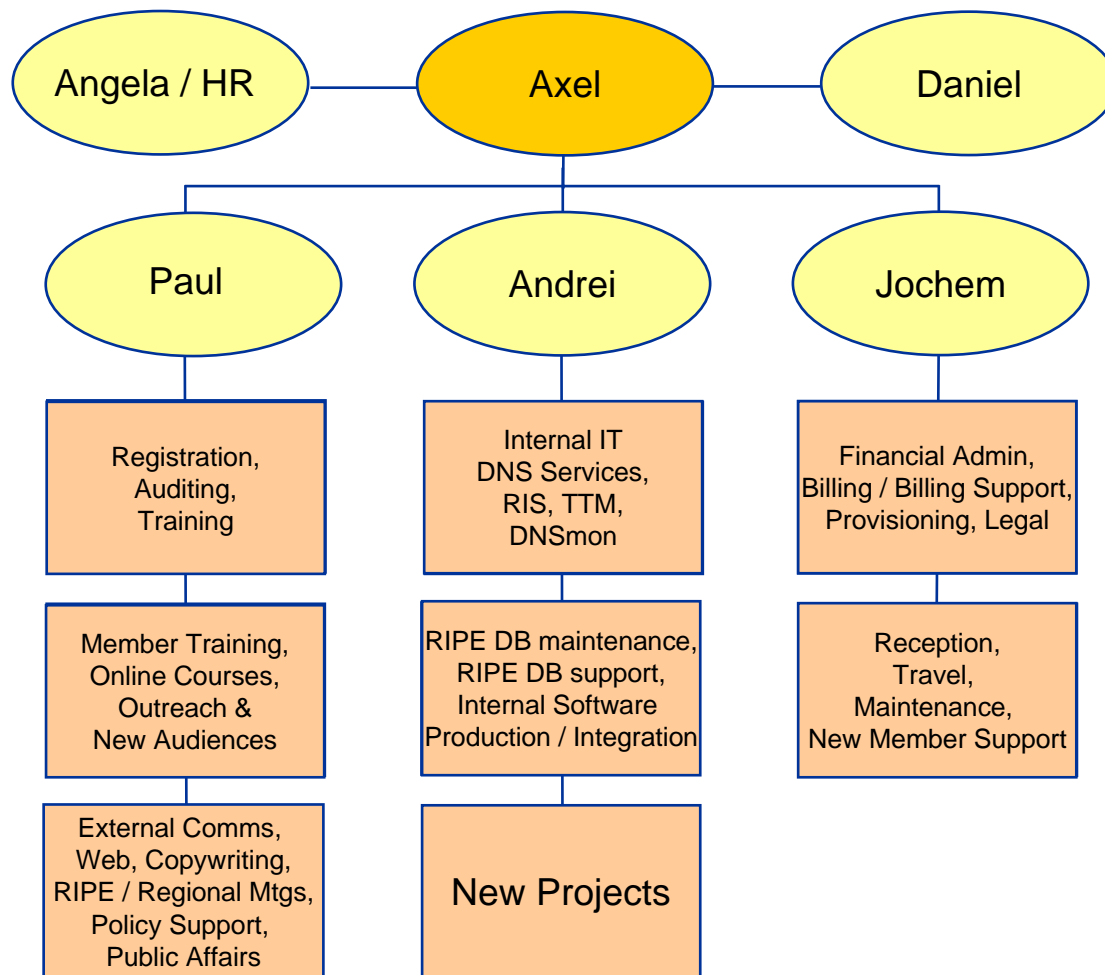 Angela / HR
Axel
Daniel
Paul
Andrei
Jochem
Registration,
Auditing,
Training
Internal IT
DNS Services,
RIS, TTM,
DNSmon
Financial Admin,
Billing / Billing Support,
Provisioning, Legal
Member Training,
Online Courses,
Outreach &
New Audiences
RIPE DB maintenance,
RIPE DB support,
Internal Software
Production / Integration
Reception,
Travel,
Maintenance,
New Member Support
External Comms,
Web, Copywriting,
RIPE / Regional Mtgs,
Policy Support,
Public Affairs
New Projects